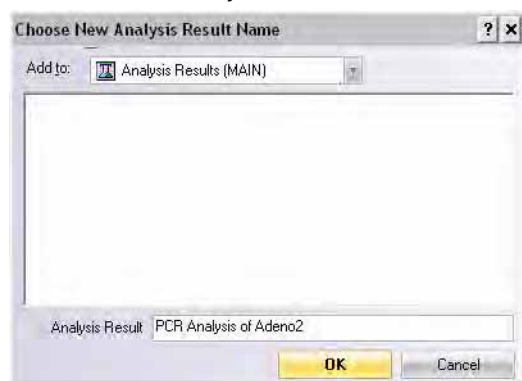 Choose New Analysis Result Name ? ×
Add to: Analysis Results (MAIN)
Analysis Result PCR Analysis of Adeno2
OK Cancel